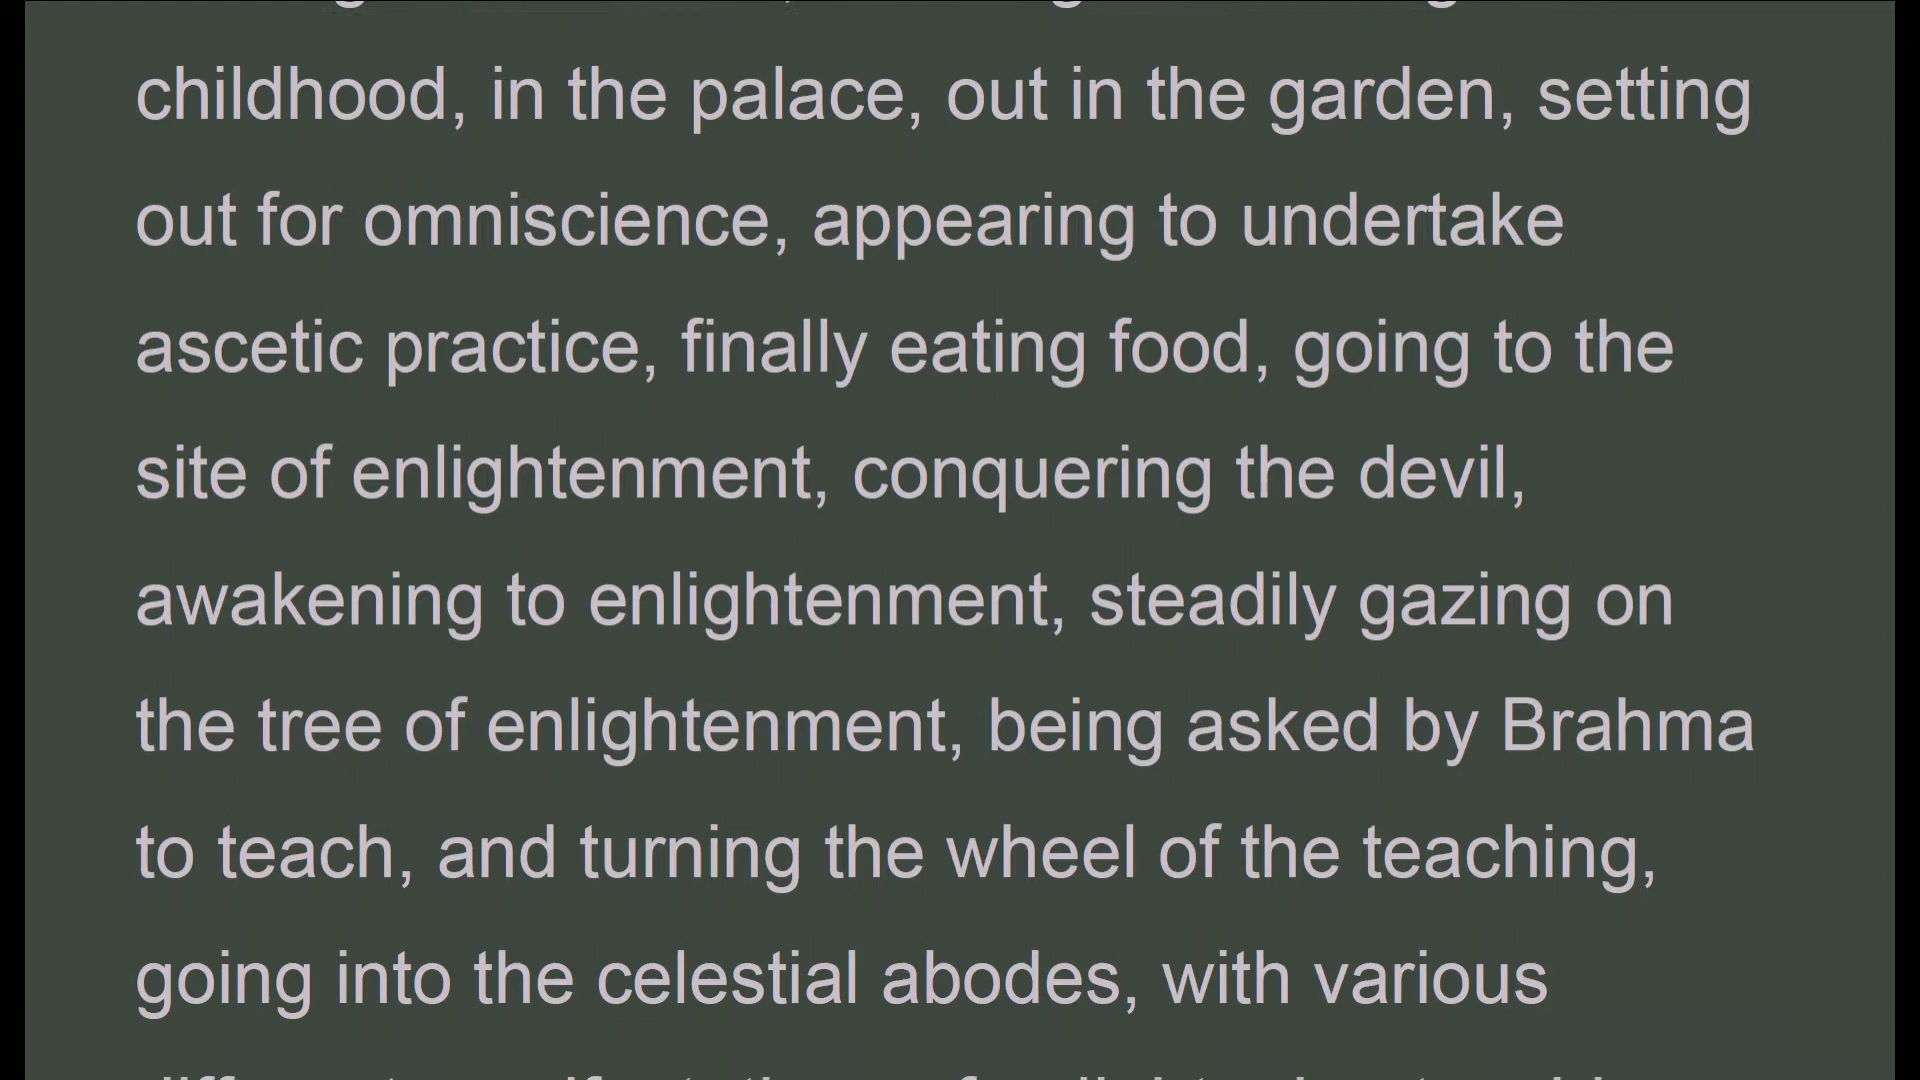 childhood, in the palace, out in the garden, setting
out for omniscience, appearing to undertake
ascetic practice, finally eating food, going to the
site of enlightenment, conquering the devil,
awakening to enlightenment, steadily gazing on
the tree of enlightenment, being asked by Brahma
to teach, and turning the wheel of the teaching,
going into the celestial abodes, with various